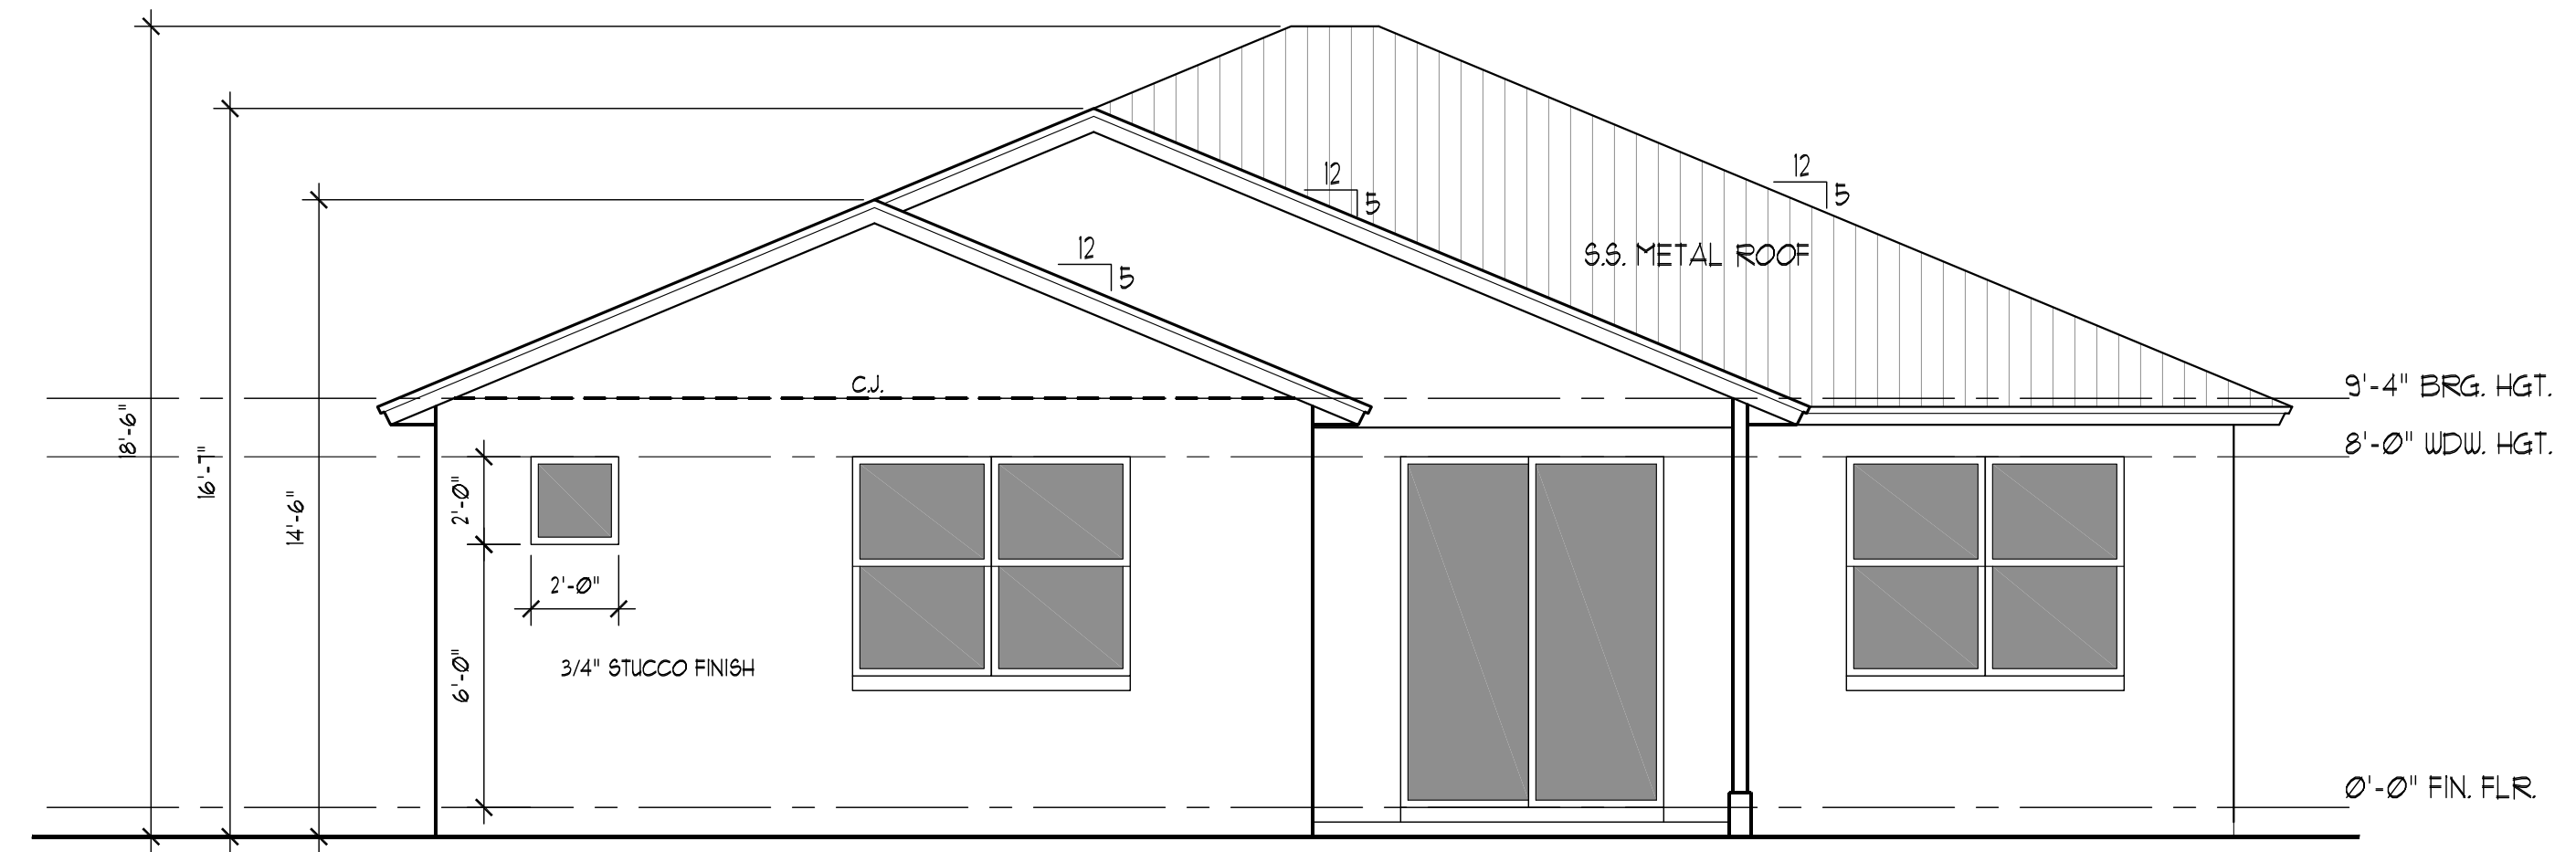 12
5
12
5
S.S. METAL ROOF
12
5
C.J.
9'-4" BRG. HGT.
8'-0" WDW. HGT.
18'-6"
16'-7"
14'-6"
2'-0"
2'-0"
3/4" STUCCO FINISH
6'-0"
0'-0" FIN. FLR.